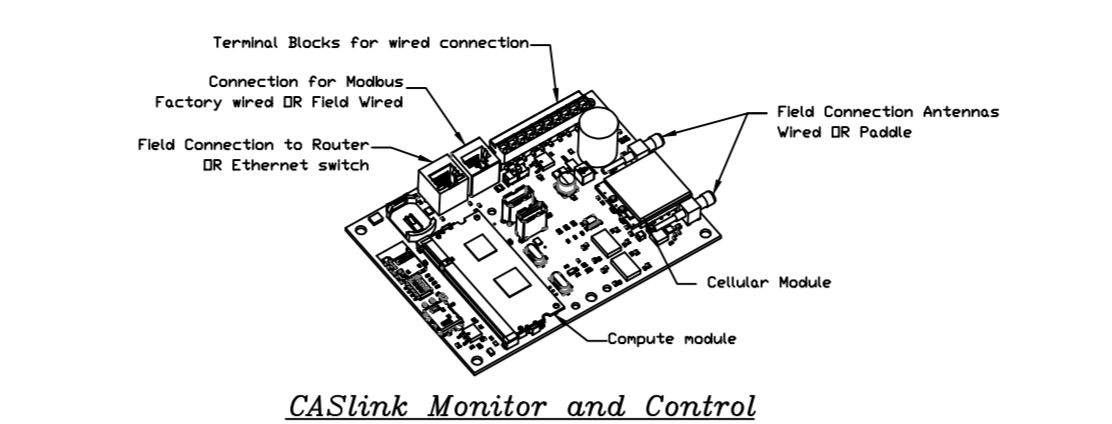 Terminal Blocks for wired connection
Connection for Modbus
Factory wired OR Field Wired
Field Connection to Router
OR Ethernet switch
Field Connection Antennas
Wired OR Paddle
Cellular Module
Compute module
CASlink Monitor and Control